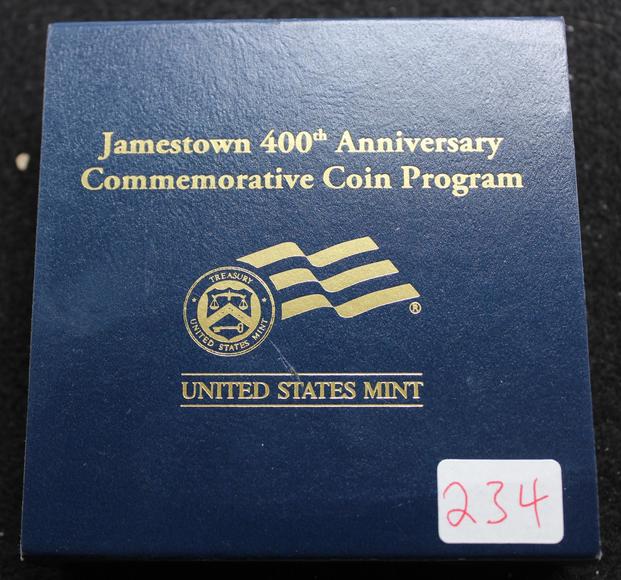 Jamestown 400th Anniversary
Commemorative Coin Program
TREASURY
UNITED STATES MINT
®
UNITED STATES MINT
234